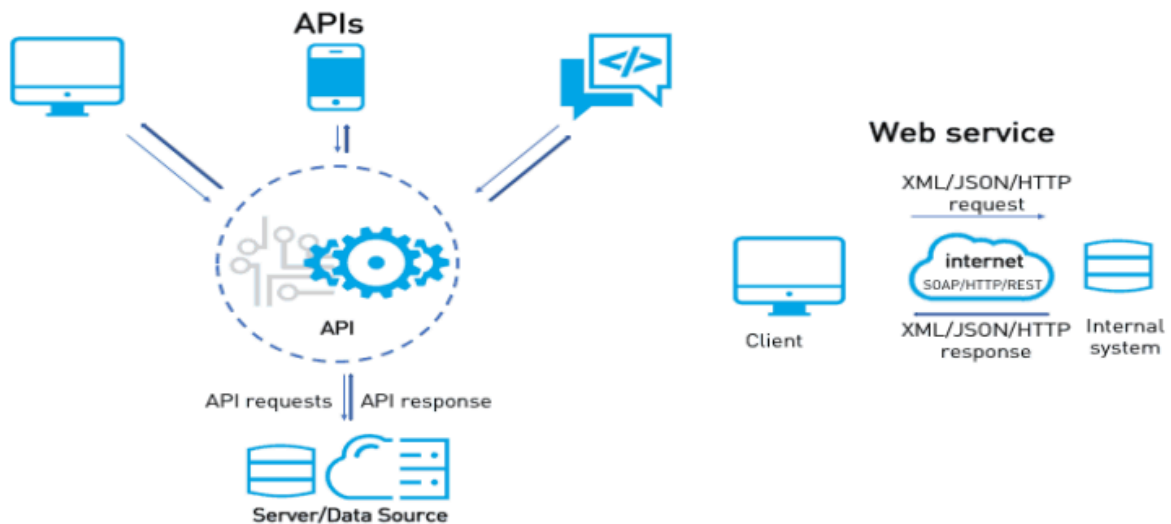 APIs
</>
API
API requests
API response
Server/Data Source
Web service
XML/JSON/HTTP
request
internet
SOAP/HTTP/REST
Client
XML/JSON/HTTP
response
Internal
system